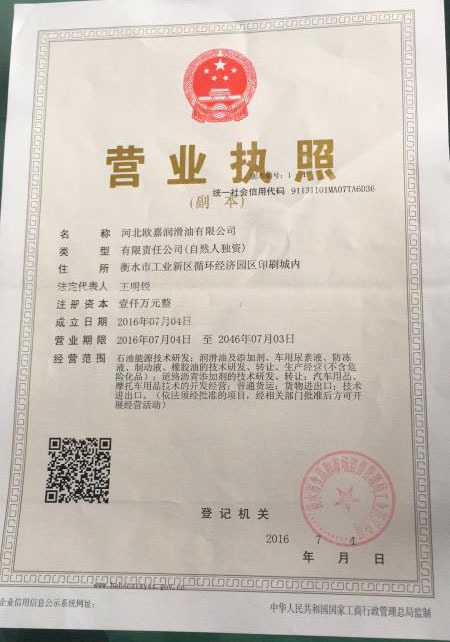 营业执照
统一社会信用代码 91131101MA07TA6D36
(副 本)
名 称 河北欧嘉润滑油有限公司
类 型 有限责任公司(自然人独资)
住 所 衡水市工业新区循环经济园区印刷城内
法定代表人 王明锐
注册资本 壹仟万元整
成立日期 2016年07月04日
营业期限 2016年07月04日 至 2046年07月03日
经营范围 石油能源技术研发；润滑油及添加剂、车用尿素液、防冻
液、制动液、橡胶油的技术研发、转让、生产经营(不含危
险化品)；道路沥青添加剂的技术研发、转让；汽车用品、
摩托车用品技术的开发经营；普通货运；货物进出口；技术
进出口。(依法须经批准的项目，经相关部门批准后方可开
展经营活动)
登记机关
2016 7 4
年 月 日
企业信用信息公示系统网址：
中华人民共和国国家工商行政管理总局监制